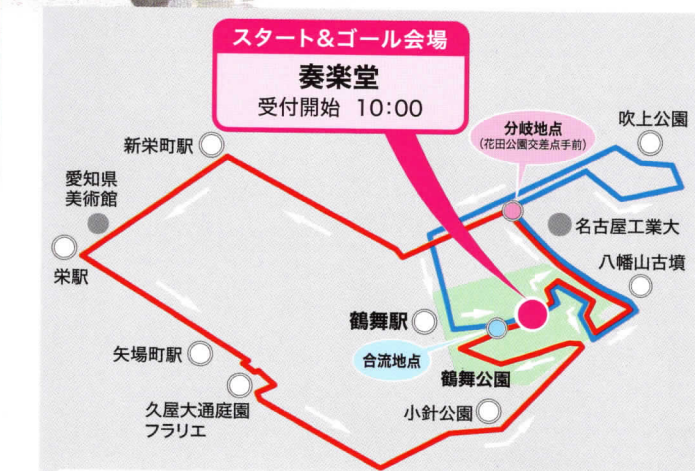 スタート&ゴール会場
奏楽堂
受付開始 10:00
分岐地点
(花田公園交差点手前)
吹上公園
新栄町駅
愛知県
美術館
名古屋工業大
栄駅
八幡山古墳
鶴舞駅
合流地点
矢場町駅
鶴舞公園
久屋大通庭園
フラリエ
小針公園